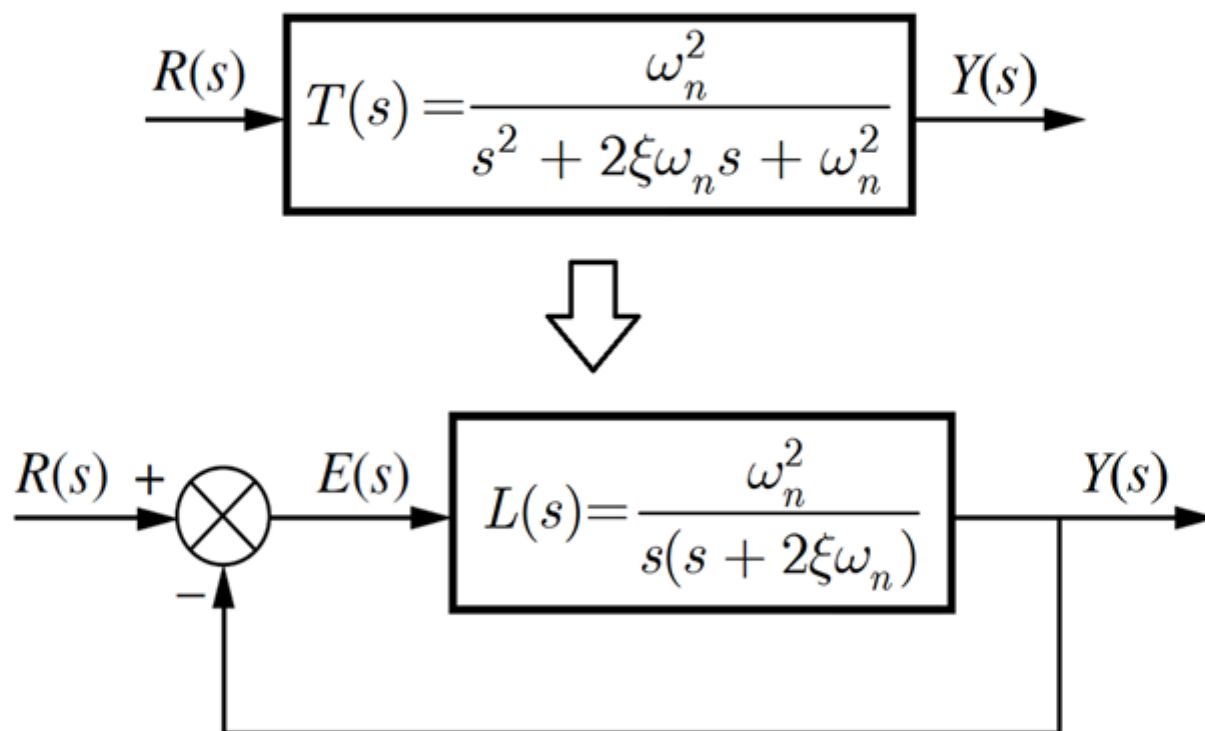 R(s)
T(s) = ω_n^2 / (s^2 + 2ξω_n s + ω_n^2)
Y(s)
R(s) +
E(s)
L(s) = ω_n^2 / (s(s + 2ξω_n))
Y(s)
−